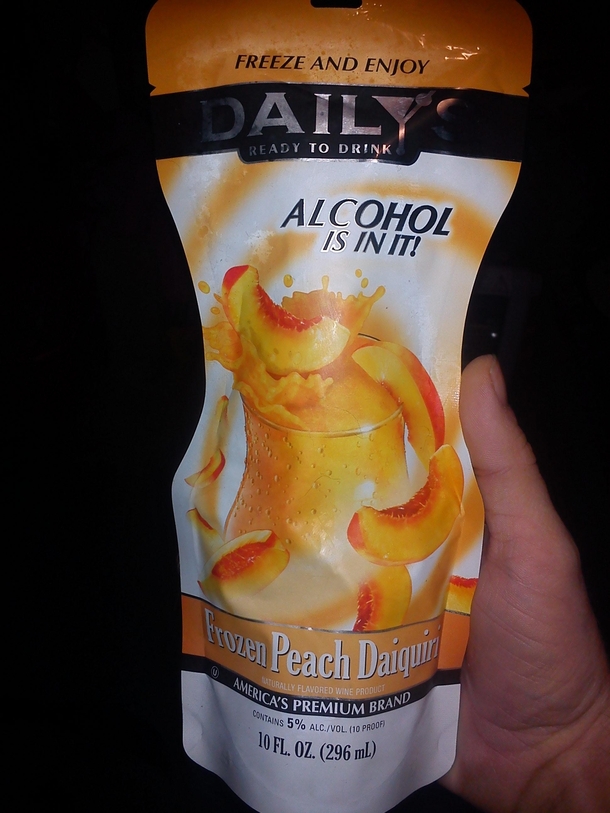 FREEZE AND ENJOY
DAILY'S
READY TO DRINK
ALCOHOL
IS IN IT!
Frozen Peach Daiquiri
NATURALLY FLAVORED WINE PRODUCT
U
AMERICA'S PREMIUM BRAND
CONTAINS 5% ALC./VOL. (10 PROOF)
10 FL. OZ. (296 mL)